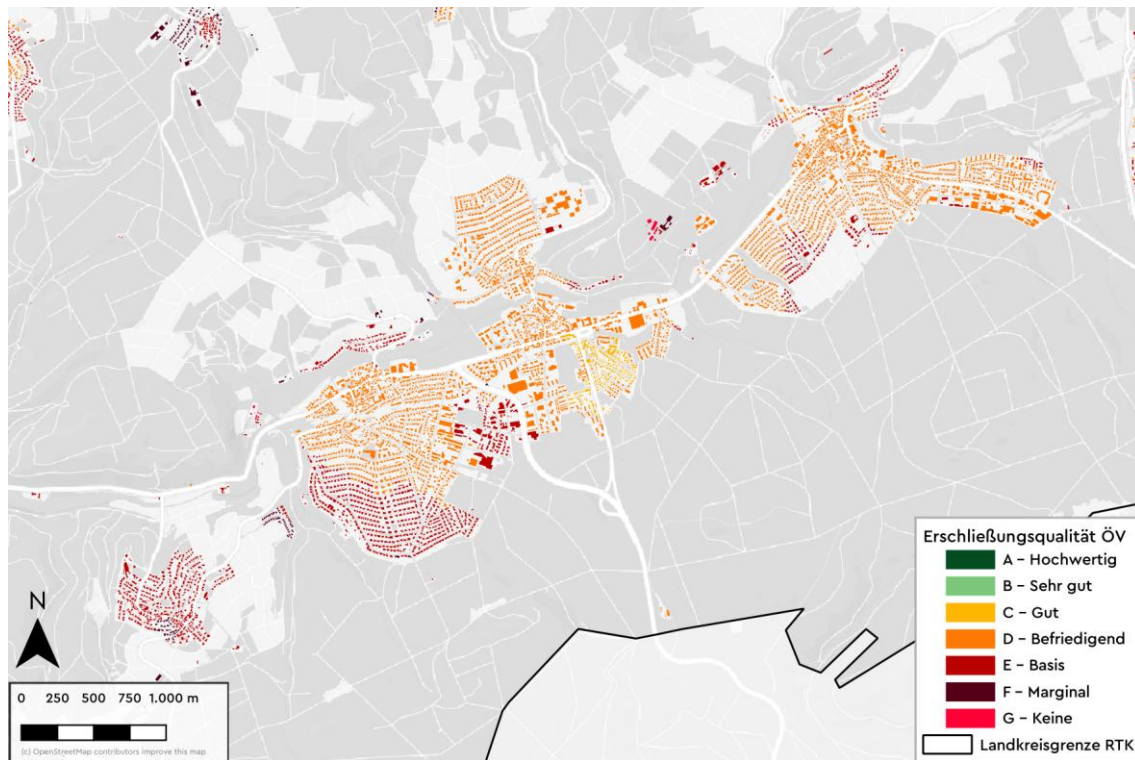 Erschließungsqualität ÖV
A – Hochwertig
B – Sehr gut
C – Gut
D – Befriedigend
E – Basis
F – Marginal
G – Keine
Landkreisgrenze RTK
N
0 250 500 750 1.000 m
(c) OpenStreetMap contributors improve this map